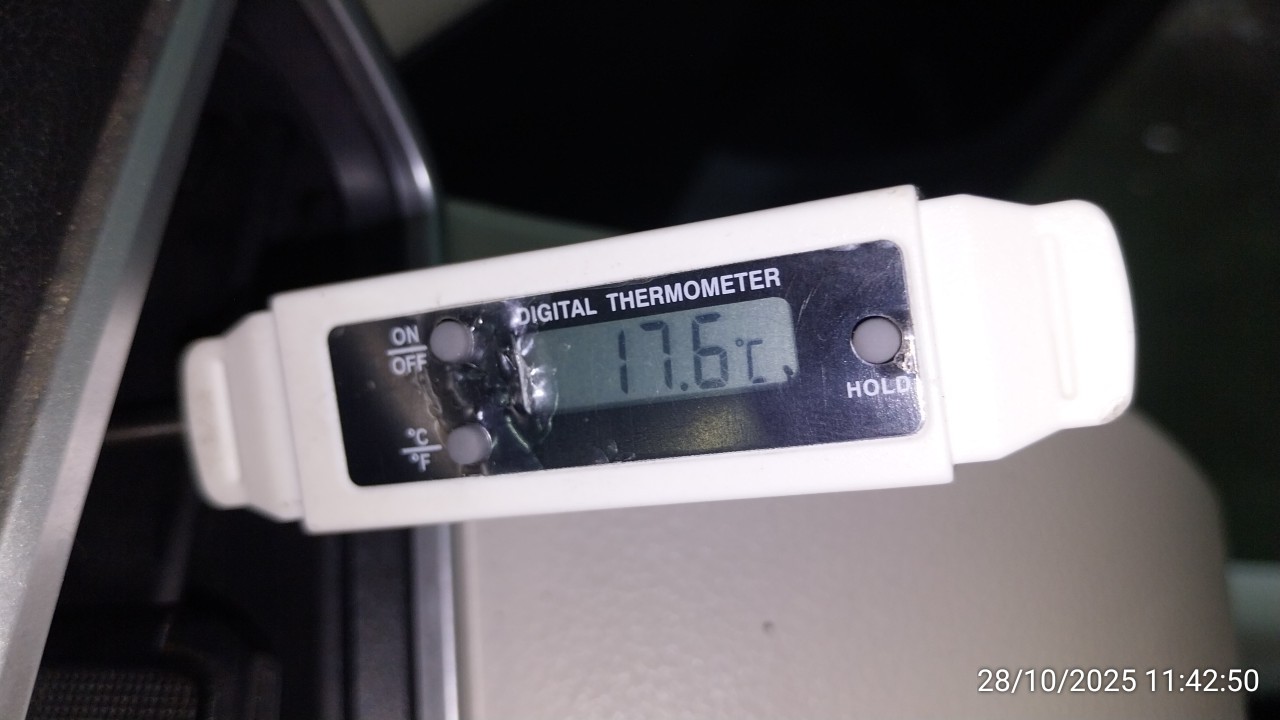 DIGITAL THERMOMETER
ON
OFF
17.6°C
HOLD
°C
°F
28/10/2025 11:42:50